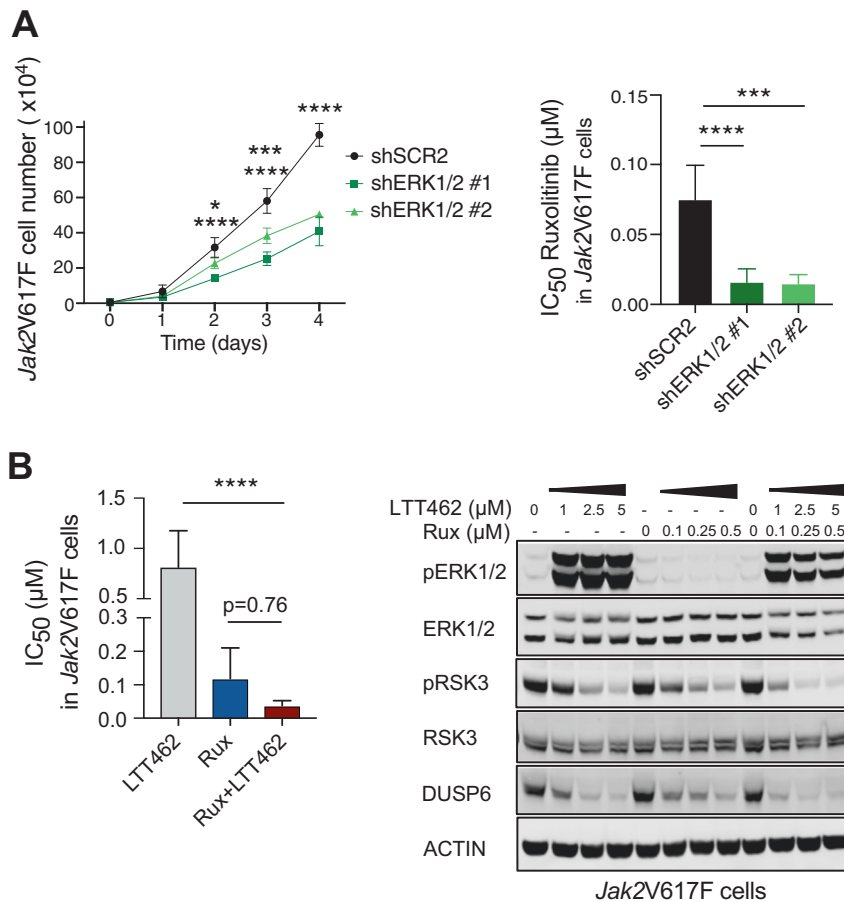 A
Jak2V617F cell number ( x10⁴)
100
80
60
40
20
0
0 1 2 3 4
Time (days)
* **** *** **** ****
shSCR2
shERK1/2 #1
shERK1/2 #2
IC50 Ruxolitinib (µM)
in Jak2V617F cells
0.15
0.10
0.05
0.00
***
****
shSCR2
shERK1/2 #1
shERK1/2 #2
B
IC50 (µM)
in Jak2V617F cells
1.5
1.0
0.5
0.3
0.2
0.1
0.0
****
p=0.76
LTT462
Rux
Rux+LTT462
LTT462 (µM) 0 1 2.5 5 - - - - 0 1 2.5 5
Rux (µM) - - - - 0 0.1 0.25 0.5 0 0.1 0.25 0.5
pERK1/2
ERK1/2
pRSK3
RSK3
DUSP6
ACTIN
Jak2V617F cells